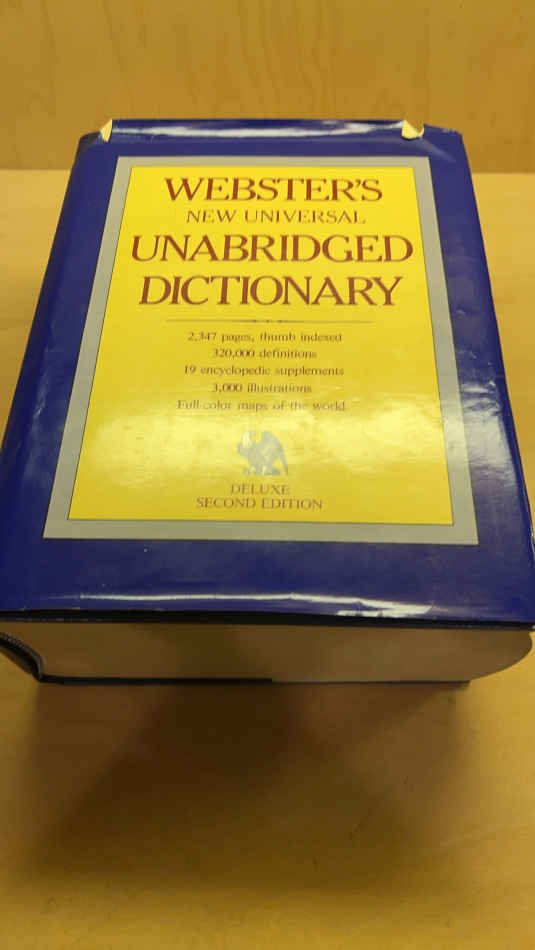 WEBSTER'S
NEW UNIVERSAL
UNABRIDGED
DICTIONARY
2,347 pages, thumb indexed
320,000 definitions
19 encyclopedic supplements
3,000 illustrations
Full-color maps of the world
DELUXE
SECOND EDITION